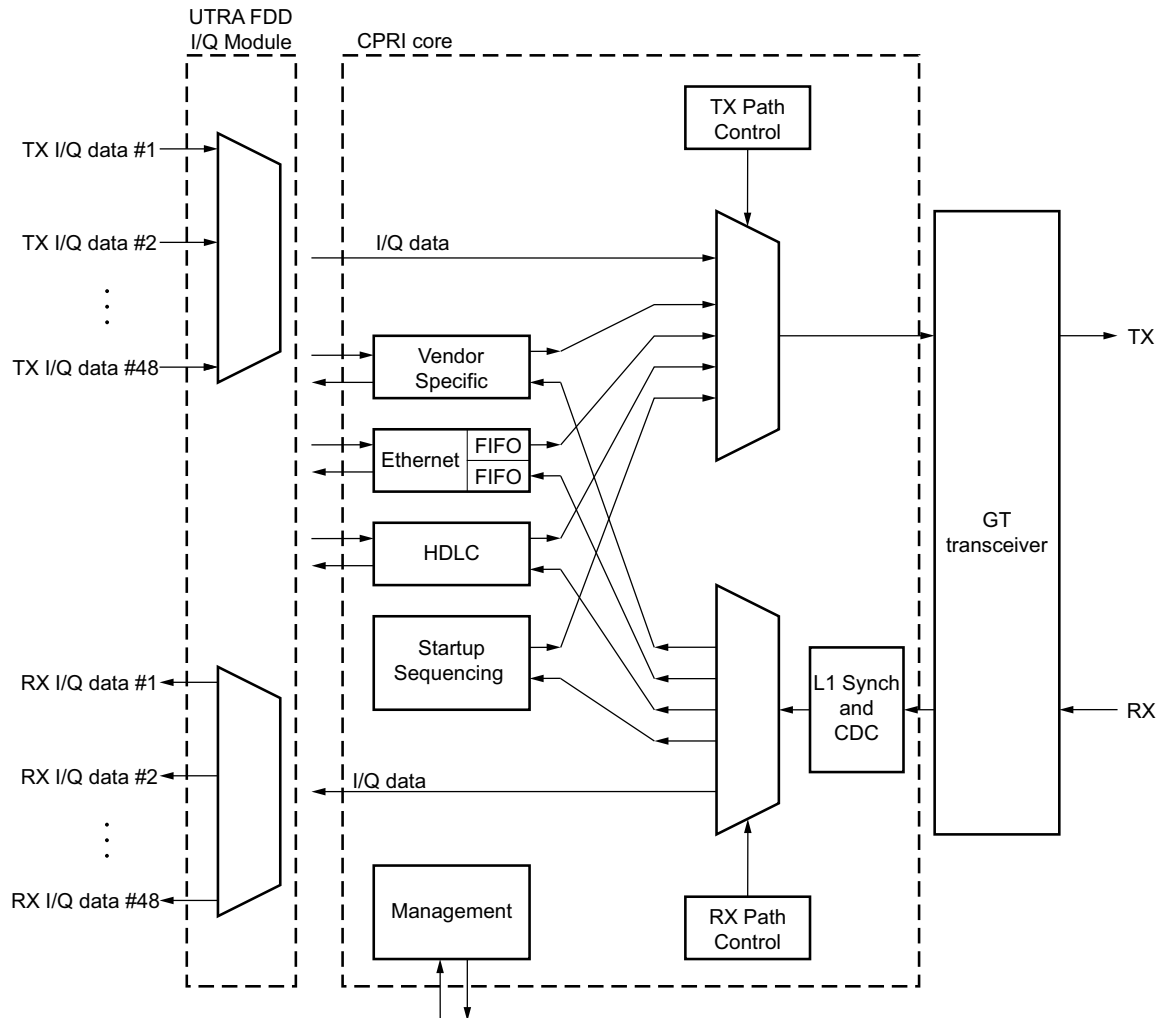 UTRA FDD
I/Q Module
CPRI core
TX Path
Control
TX I/Q data #1
TX I/Q data #2
TX I/Q data #48
I/Q data
Vendor
Specific
Ethernet
FIFO
FIFO
HDLC
Startup
Sequencing
GT
transceiver
TX
RX
L1 Synch
and
CDC
RX I/Q data #1
RX I/Q data #2
RX I/Q data #48
I/Q data
Management
RX Path
Control